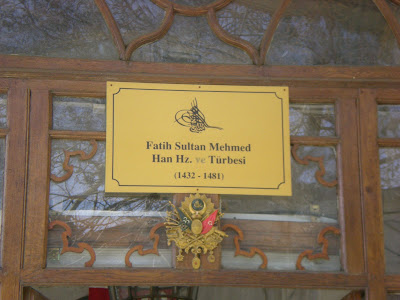 Fatih Sultan Mehmed
Han Hz. ve Türbesi
(1432 - 1481)